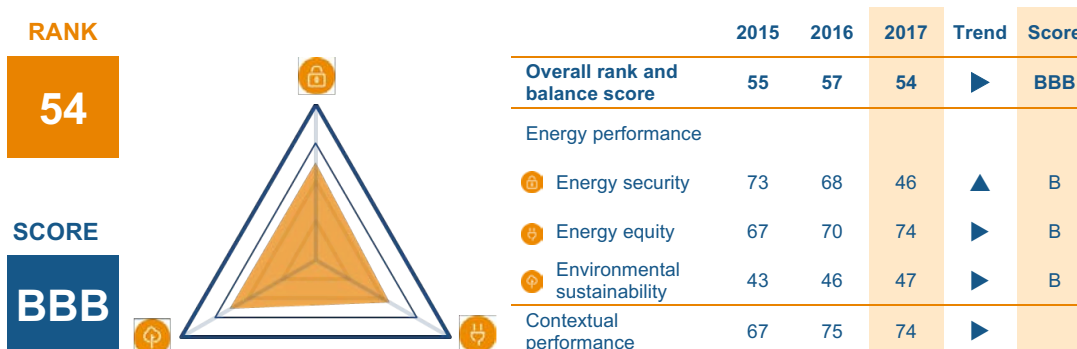 RANK
54
SCORE
BBB
2015 2016 2017 Trend Score
Overall rank and
balance score 55 57 54 BBB
Energy performance
Energy security 73 68 46 B
Energy equity 67 70 74 B
Environmental
sustainability 43 46 47 B
Contextual
performance 67 75 74